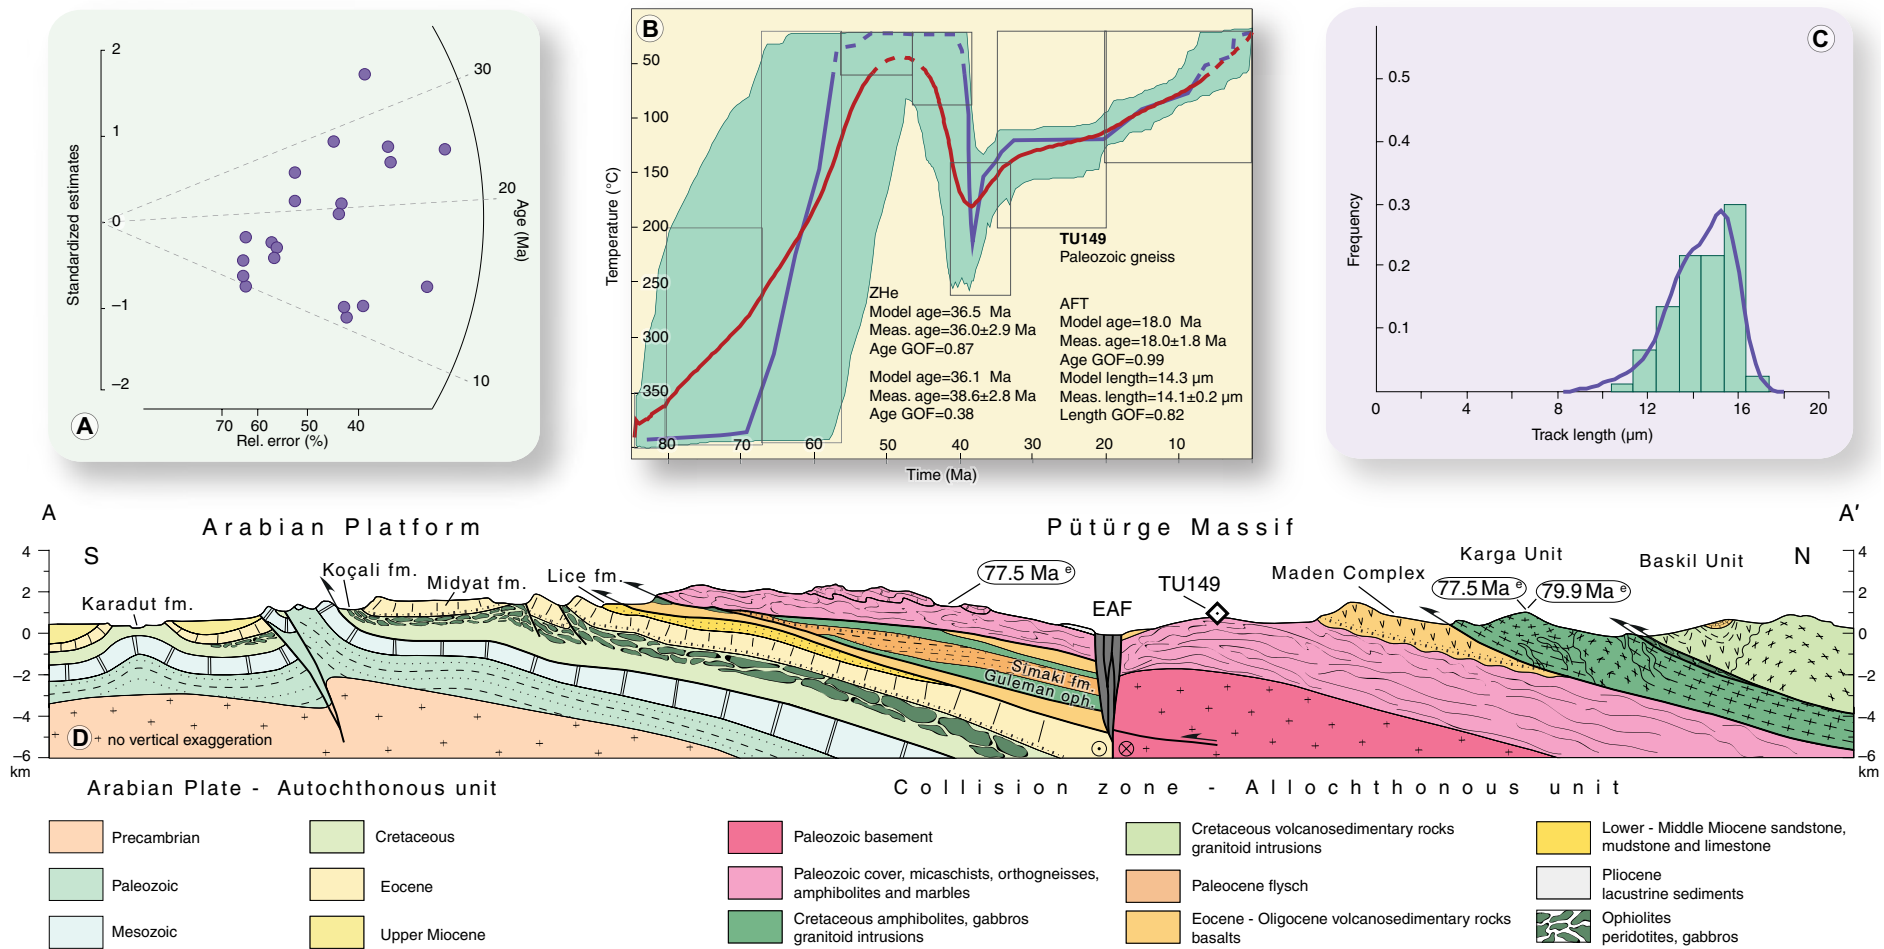 A
2
1
0
−1
−2
Standardized estimates
30
20
10
Age (Ma)
70 60 50 40
Rel. error (%)
B
50
100
150
200
250
300
350
Temperature (°C)
80 70 60 50 40 30 20 10
Time (Ma)
TU149
Paleozoic gneiss
ZHe
Model age=36.5 Ma
Meas. age=36.0±2.9 Ma
Age GOF=0.87
Model age=36.1 Ma
Meas. age=38.6±2.8 Ma
Age GOF=0.38
AFT
Model age=18.0 Ma
Meas. age=18.0±1.8 Ma
Age GOF=0.99
Model length=14.3 µm
Meas. length=14.1±0.2 µm
Length GOF=0.82
C
0.5
0.4
0.3
0.2
0.1
Frequency
0 4 8 12 16 20
Track length (µm)
A
A′
Arabian Platform
Pütürge Massif
S
N
Karadut fm.
Koçali fm.
Midyat fm.
Lice fm.
77.5 Ma e
EAF
TU149
Maden Complex
Karga Unit
77.5 Ma e
79.9 Ma e
Baskil Unit
4
2
0
−2
−4
−6
km
4
2
0
−2
−4
−6
km
Simaki fm.
Guleman oph.
D
no vertical exaggeration
Arabian Plate - Autochthonous unit
Collision zone - Allochthonous unit
Precambrian
Paleozoic
Mesozoic
Cretaceous
Eocene
Upper Miocene
Paleozoic basement
Paleozoic cover, micaschists, orthogneisses,
amphibolites and marbles
Cretaceous amphibolites, gabbros
granitoid intrusions
Cretaceous volcanosedimentary rocks
granitoid intrusions
Paleocene flysch
Eocene - Oligocene volcanosedimentary rocks
basalts
Lower - Middle Miocene sandstone,
mudstone and limestone
Pliocene
lacustrine sediments
Ophiolites
peridotites, gabbros